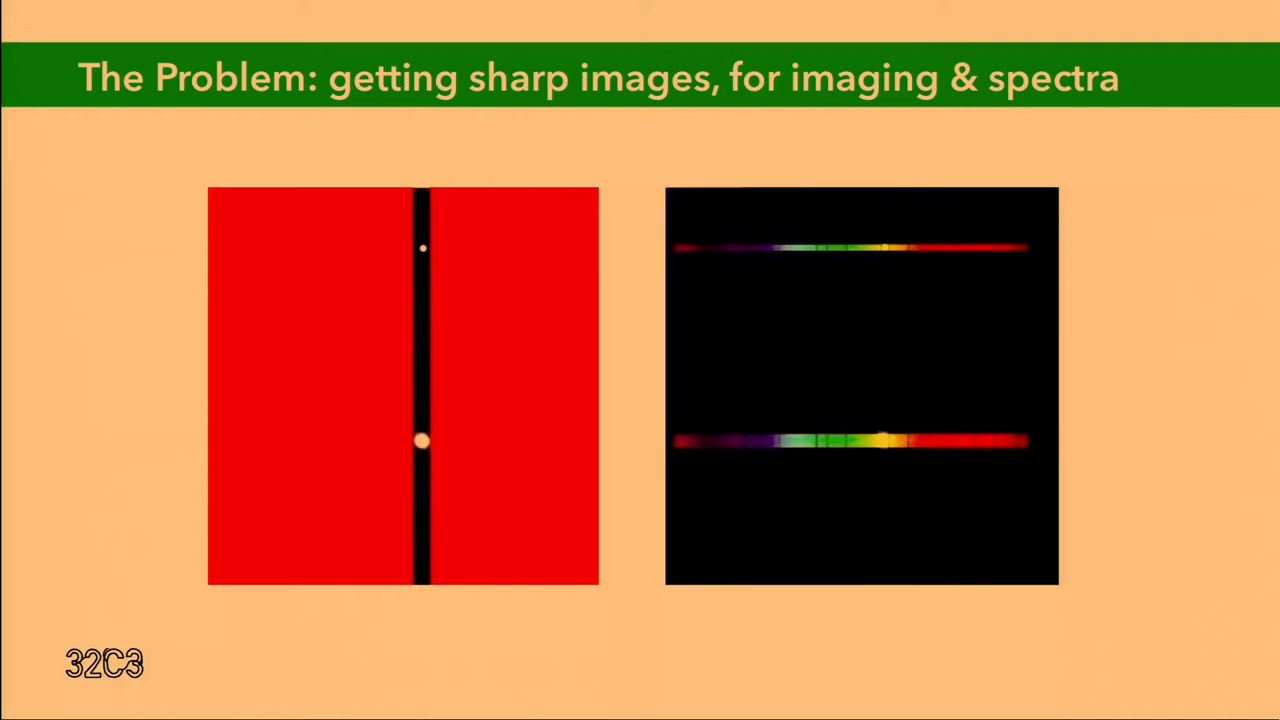 The Problem: getting sharp images, for imaging & spectra
32C3